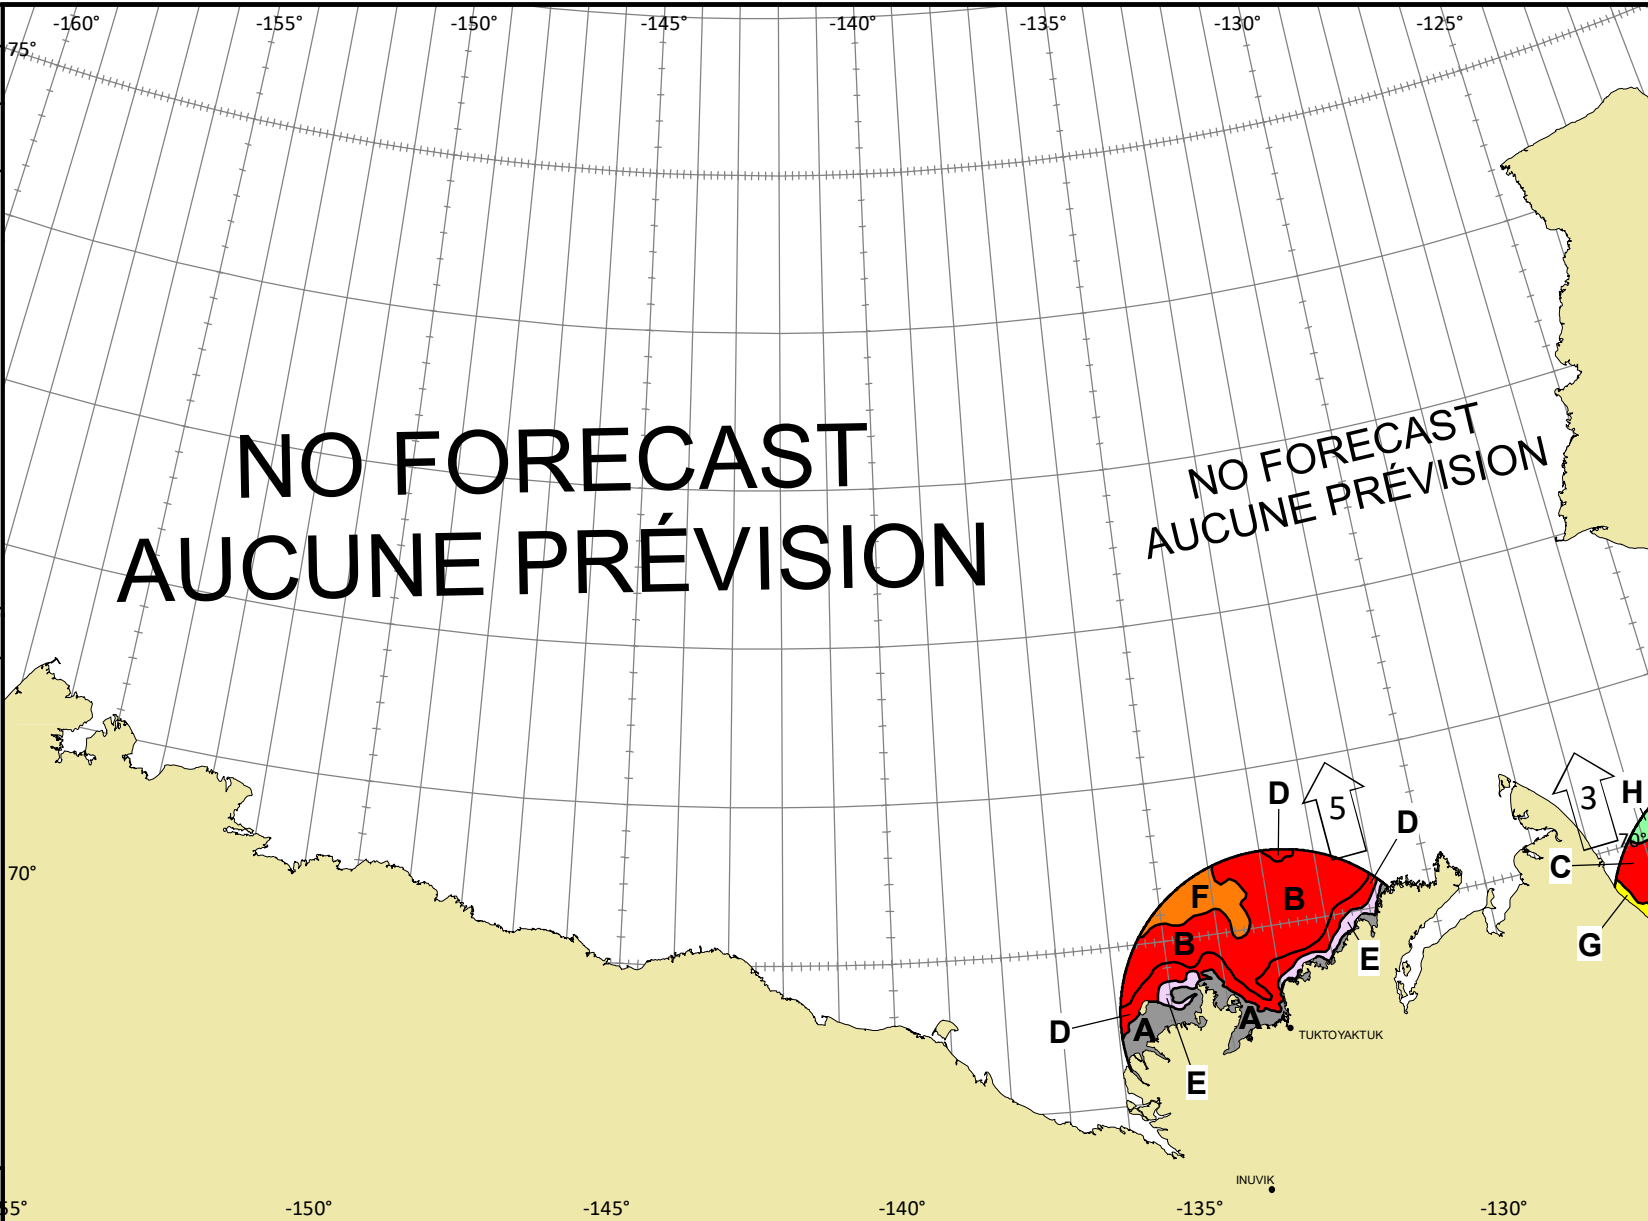 -160°
-155°
-150°
-145°
-140°
-135°
-130°
-125°
75°
NO FORECAST
AUCUNE PRÉVISION
NO FORECAST
AUCUNE PRÉVISION
D
5
D
3
H
70°
C
70°
F
B
B
E
G
D
A
A
TUKTOYAKTUK
E
INUVIK
55°
-150°
-145°
-140°
-135°
-130°